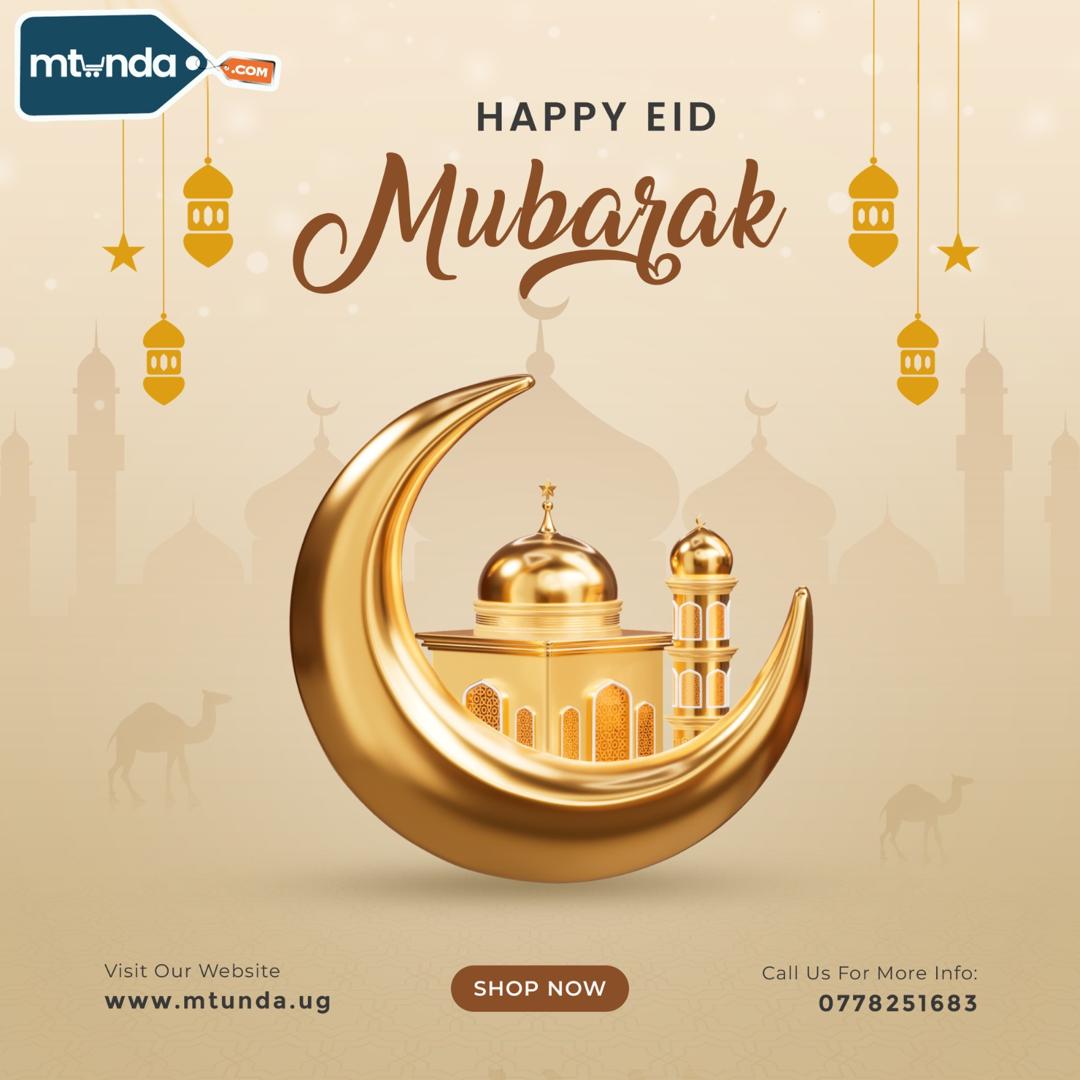 mtunda
.COM
HAPPY EID
Mubarak
Visit Our Website
www.mtunda.ug
SHOP NOW
Call Us For More Info:
0778251683